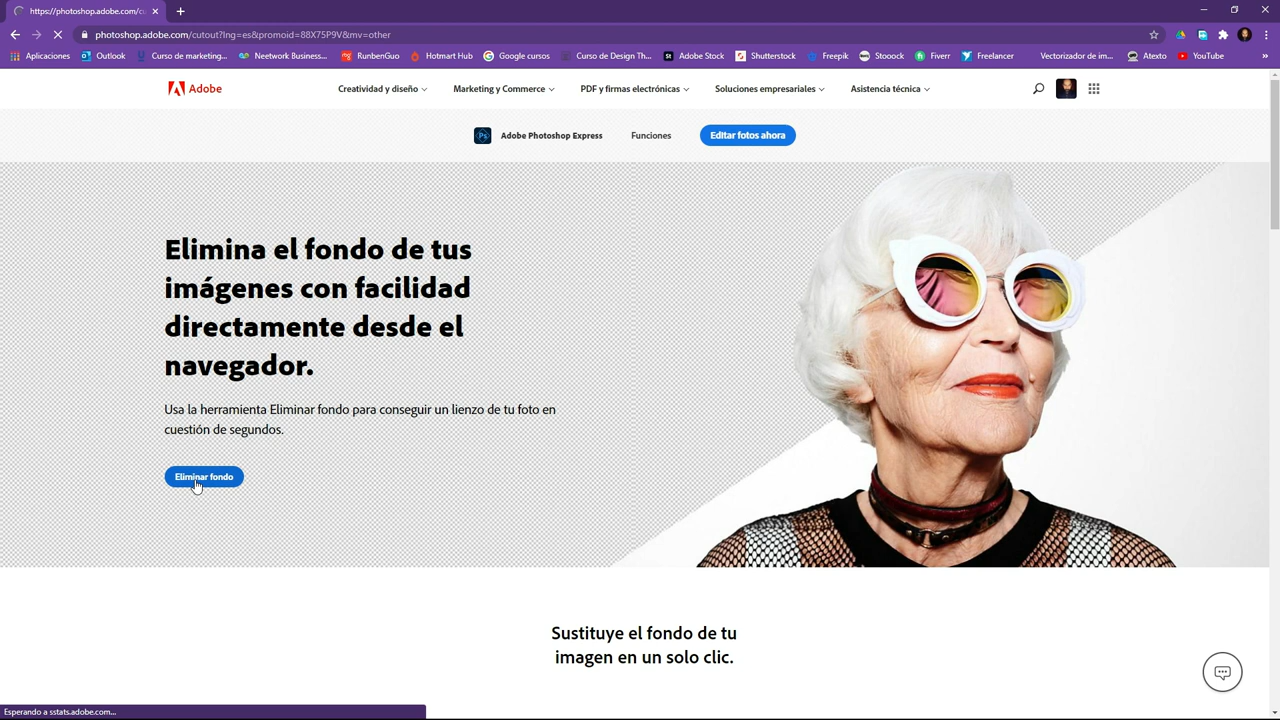 https://photoshop.adobe.com/cu
photoshop.adobe.com/cutout?lng=es&promoid=88X75P9V&mv=other
Aplicaciones Outlook Curso de marketing... Neetwork Business... RunbenGuo Hotmart Hub Google cursos Curso de Design Th... Adobe Stock Shutterstock Freepik Stoock Fiverr Freelancer Vectorizador de im... Atexto YouTube »
Adobe Creatividad y diseño Marketing y Commerce PDF y firmas electrónicas Soluciones empresariales Asistencia técnica
Ps Adobe Photoshop Express Funciones Editar fotos ahora
Elimina el fondo de tus
imágenes con facilidad
directamente desde el
navegador.
Usa la herramienta Eliminar fondo para conseguir un lienzo de tu foto en
cuestión de segundos.
Eliminar fondo
Sustituye el fondo de tu
imagen en un solo clic.
Esperando a sstats.adobe.com...